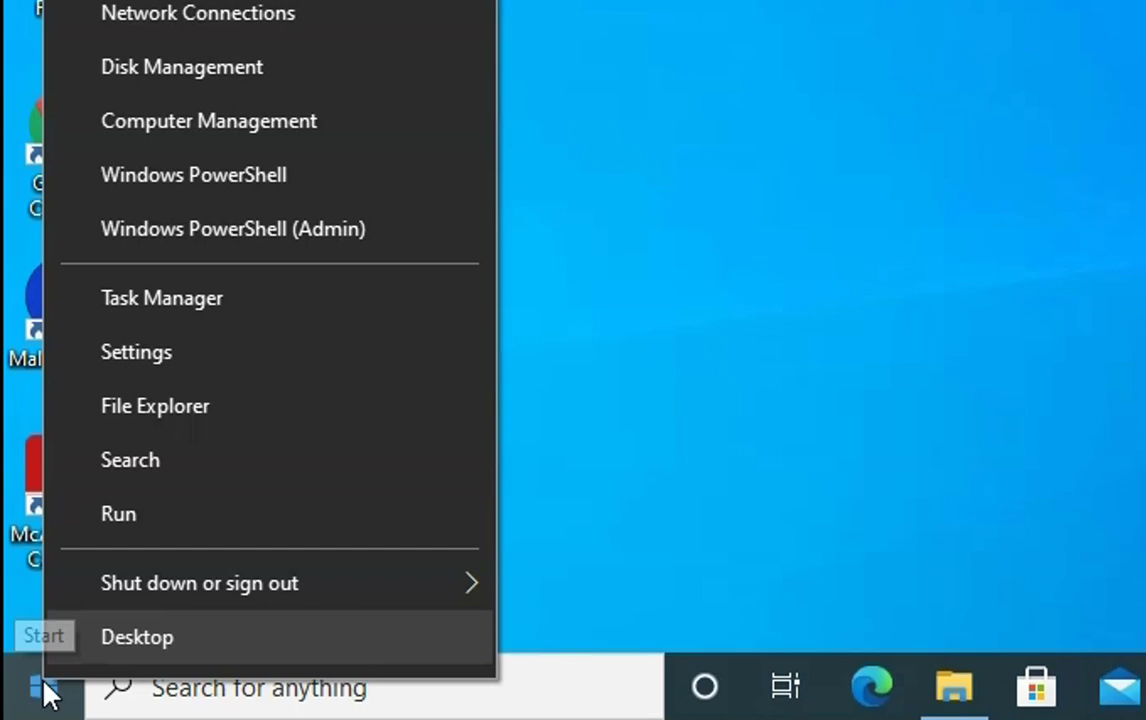 Network Connections
Disk Management
Computer Management
Windows PowerShell
Windows PowerShell (Admin)
Task Manager
Settings
File Explorer
Search
Run
Shut down or sign out
Start
Desktop
Search for anything